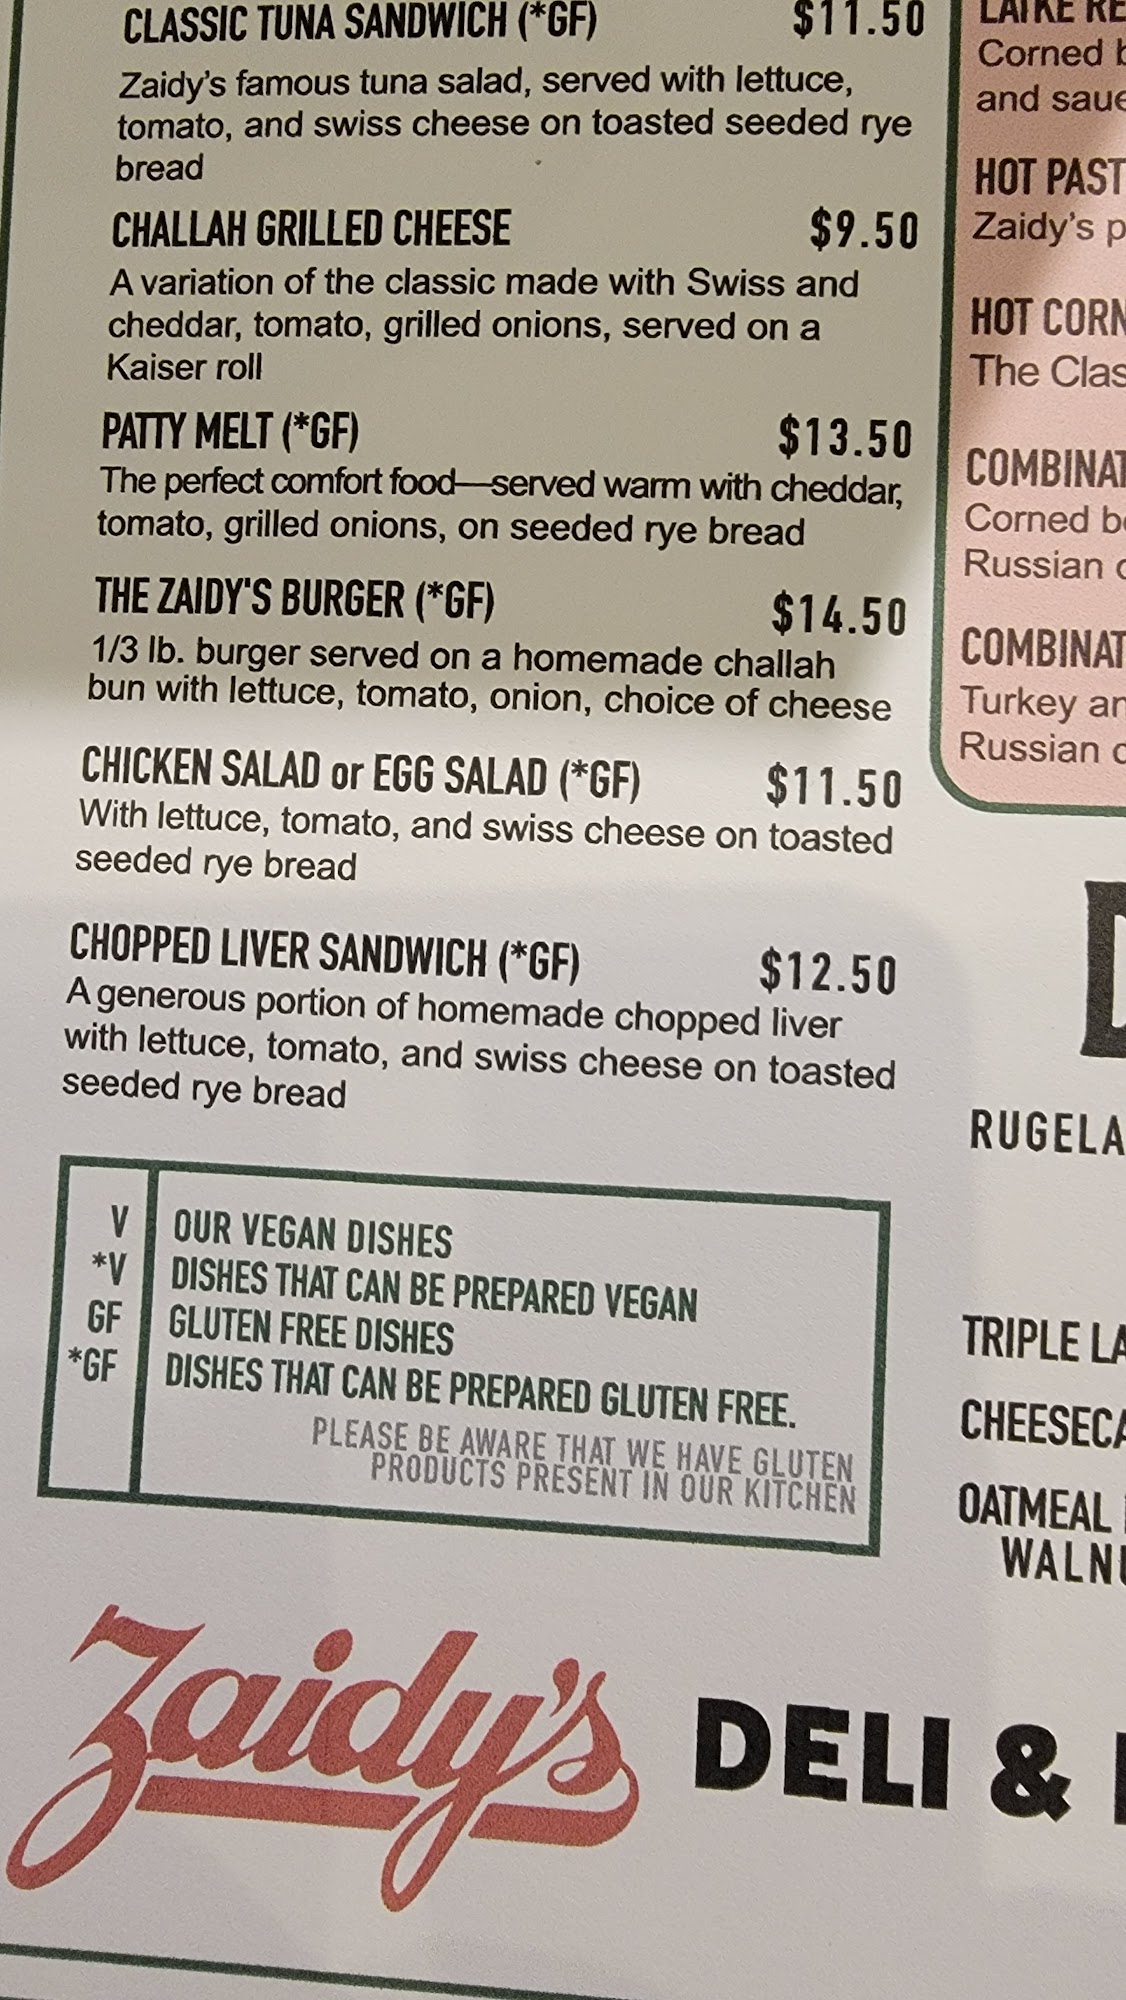 CLASSIC TUNA SANDWICH (*GF) $11.50
Zaidy's famous tuna salad, served with lettuce,
tomato, and swiss cheese on toasted seeded rye
bread
CHALLAH GRILLED CHEESE $9.50
A variation of the classic made with Swiss and
cheddar, tomato, grilled onions, served on a
Kaiser roll
PATTY MELT (*GF) $13.50
The perfect comfort food—served warm with cheddar,
tomato, grilled onions, on seeded rye bread
THE ZAIDY'S BURGER (*GF) $14.50
1/3 lb. burger served on a homemade challah
bun with lettuce, tomato, onion, choice of cheese
CHICKEN SALAD or EGG SALAD (*GF) $11.50
With lettuce, tomato, and swiss cheese on toasted
seeded rye bread
CHOPPED LIVER SANDWICH (*GF) $12.50
A generous portion of homemade chopped liver
with lettuce, tomato, and swiss cheese on toasted
seeded rye bread
V OUR VEGAN DISHES
*V DISHES THAT CAN BE PREPARED VEGAN
GF GLUTEN FREE DISHES
*GF DISHES THAT CAN BE PREPARED GLUTEN FREE.
PLEASE BE AWARE THAT WE HAVE GLUTEN
PRODUCTS PRESENT IN OUR KITCHEN
Zaidy's DELI &
LATKE
Corned
and
HOT
Zaidy's
HOT
The
Corned
Russian
Turkey
Russian
TRIPLE
OATMEAL